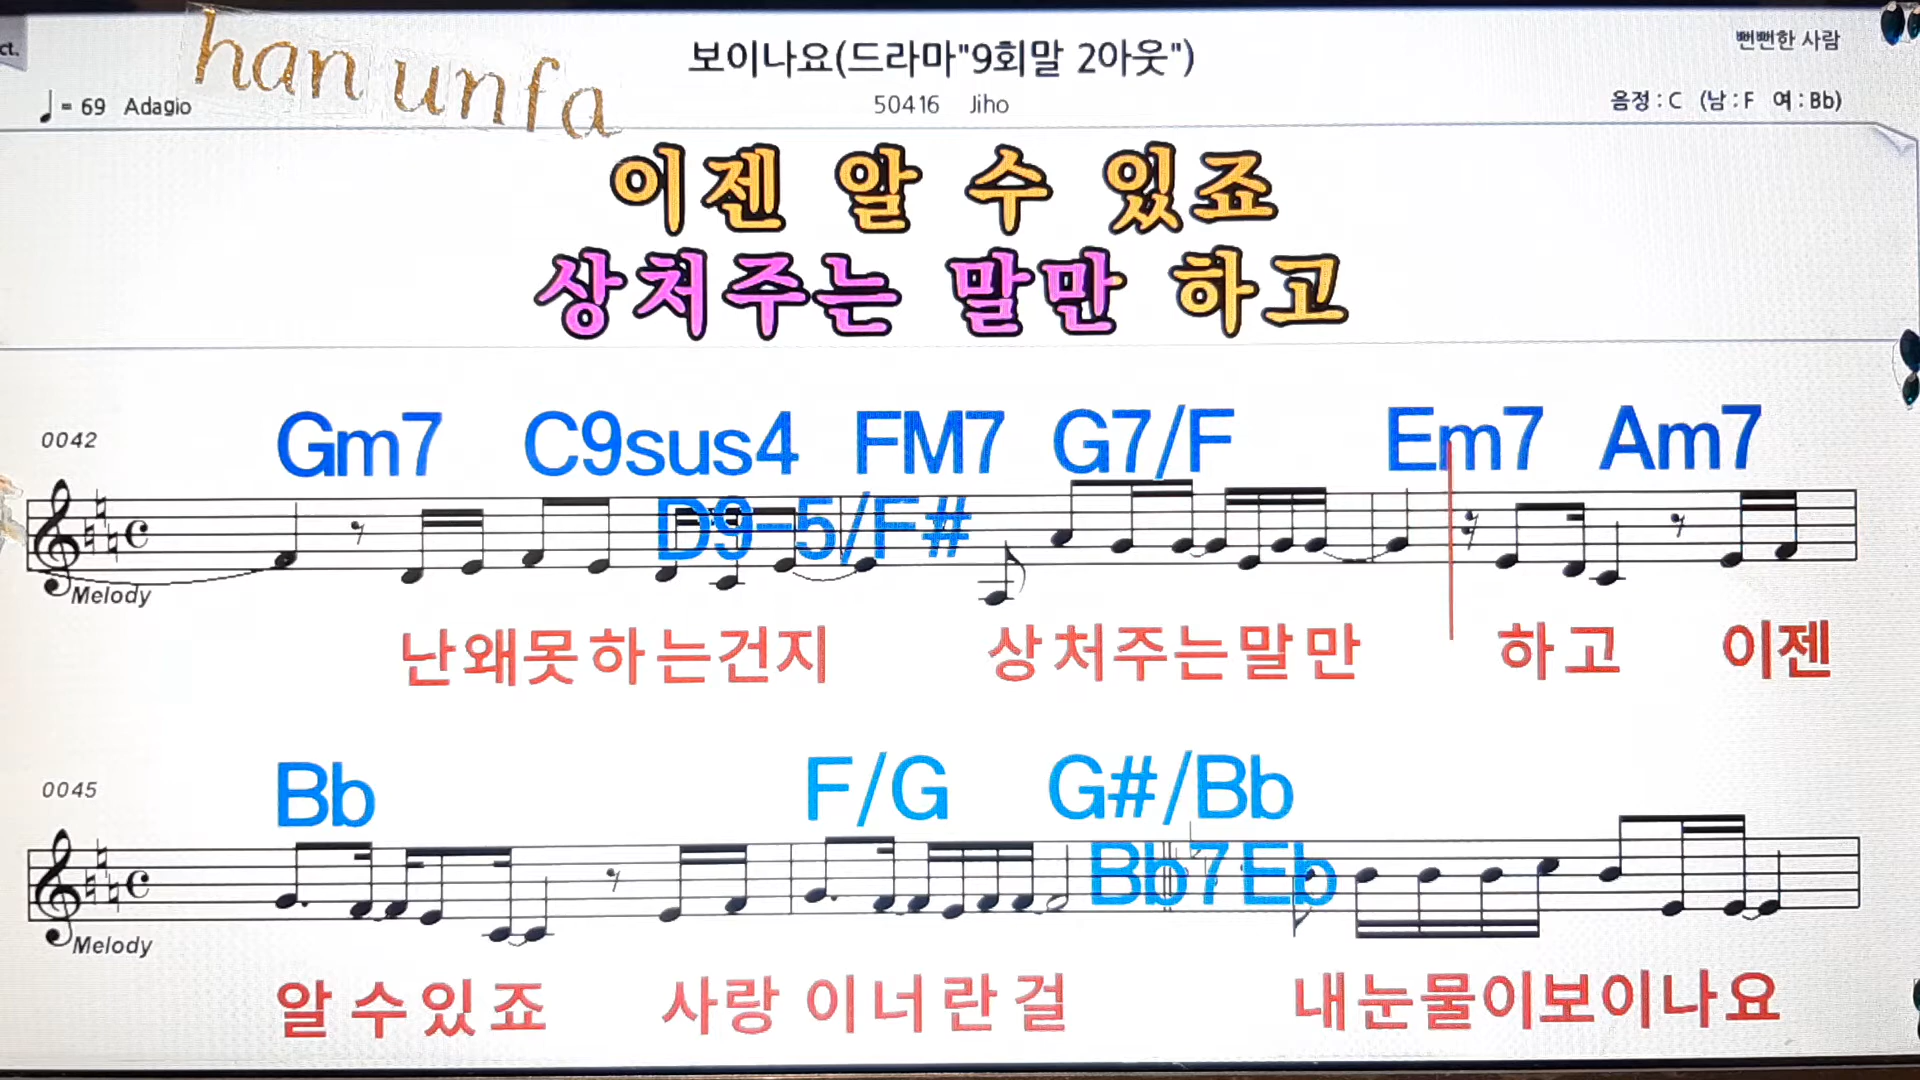 ct.
han unfa
보이나요(드라마"9회말 2아웃")
뻔뻔한 사람
♩ = 69 Adagio
50416 Jiho
음정 : C (남 : F 여 : Bb)
이젠 알 수 있죠
상처주는 말만 하고
0042
Gm7 C9sus4 FM7 G7/F Em7 Am7
D9-5/F#
Melody
난왜못하는건지 상처주는말만 하고 이젠
0045
Bb F/G G#/Bb
Bb7 Eb
Melody
알수있죠 사랑이너란걸 내눈물이보이나요